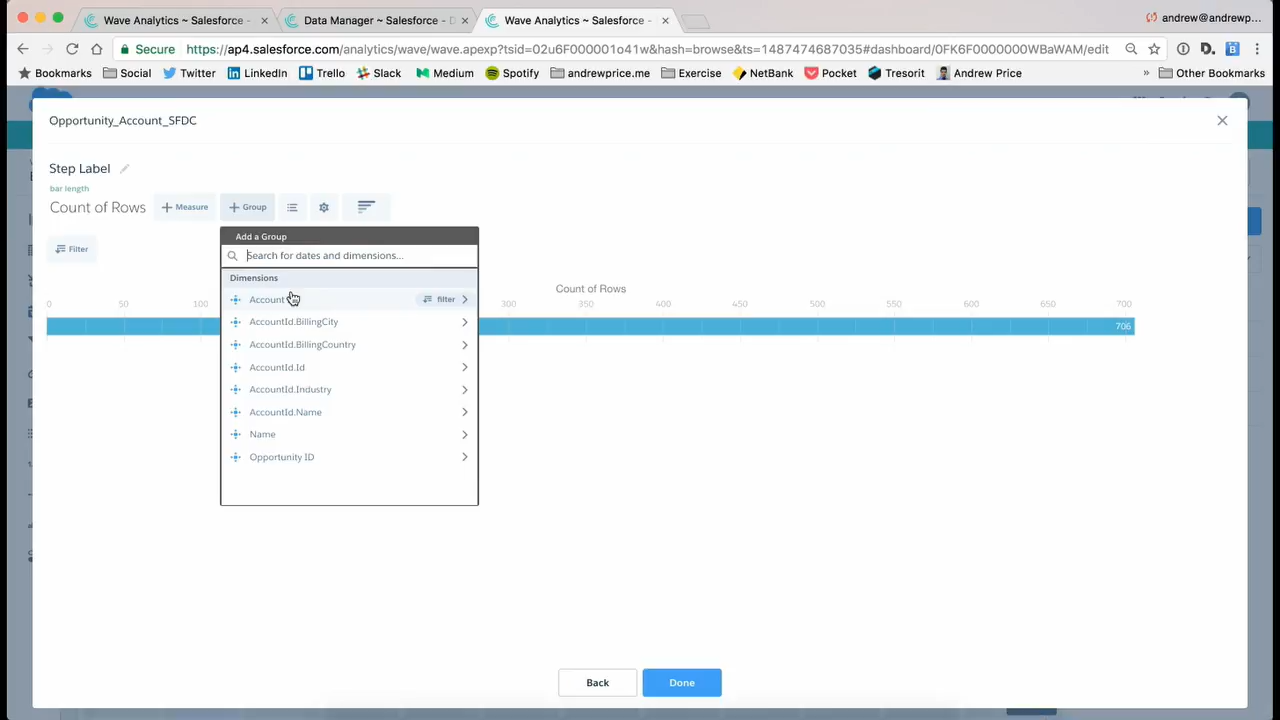 Wave Analytics ~ Salesforce -
Data Manager ~ Salesforce - D
Wave Analytics ~ Salesforce -
andrew@andrewp...
Secure
https://ap4.salesforce.com/analytics/wave/wave.apexp?tsid=02u6F000001o41w&hash=browse&ts=1487474687035#dashboard/0FK6F0000000WBaWAM/edit
Bookmarks Social Twitter LinkedIn Trello Slack Medium Spotify andrewprice.me Exercise NetBank Pocket Tresorit Andrew Price » Other Bookmarks
Opportunity_Account_SFDC
Step Label
bar length
Count of Rows
+ Measure
+ Group
Filter
Add a Group
Search for dates and dimensions...
Dimensions
Account
filter
AccountId.BillingCity
AccountId.BillingCountry
AccountId.Id
AccountId.Industry
AccountId.Name
Name
Opportunity ID
Count of Rows
0 50 100 300 350 400 450 500 550 600 650 700
706
Back
Done